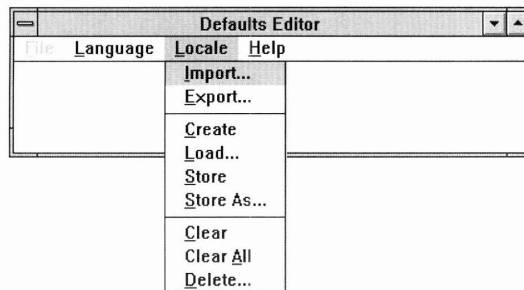 Defaults Editor
File Language Locale Help
Import...
Export...
Create
Load...
Store
Store As...
Clear
Clear All
Delete...